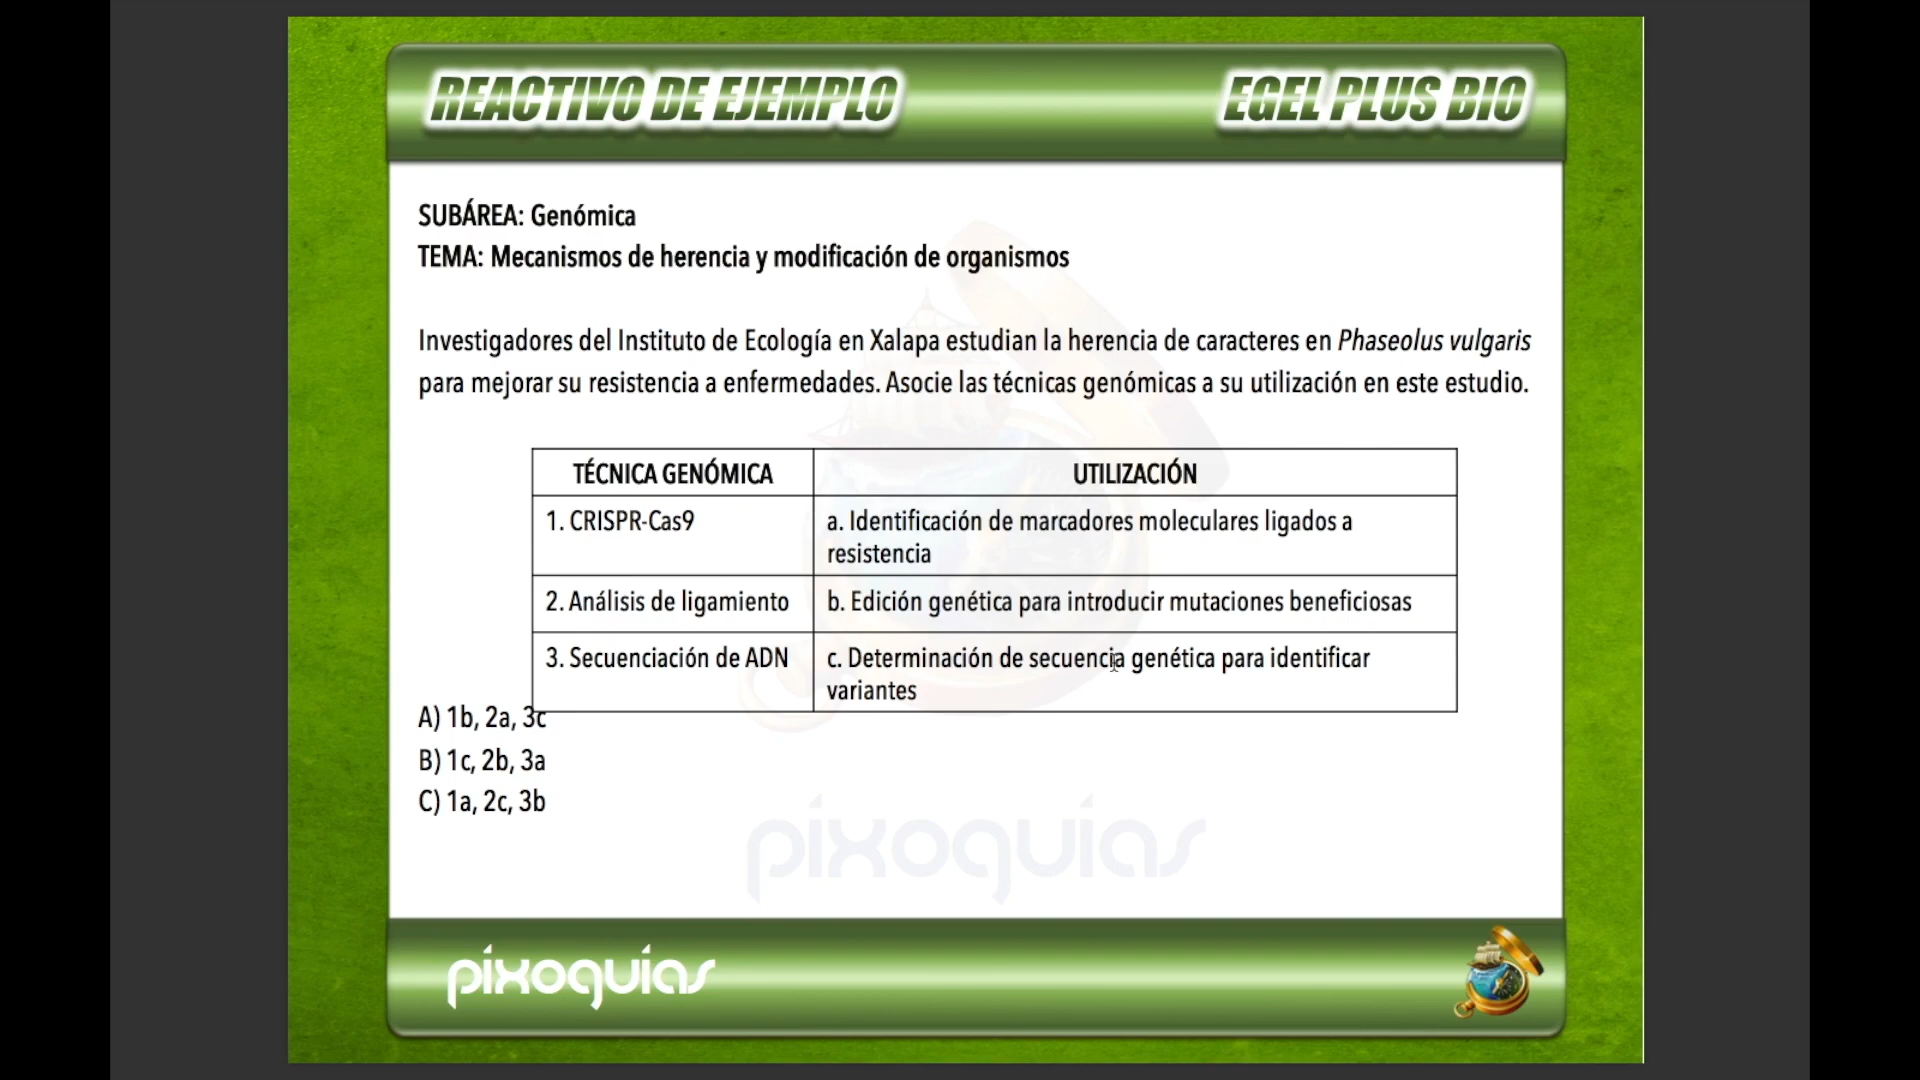 REACTIVO DE EJEMPLO
EGEL PLUS BIO
SUBÁREA: Genómica
TEMA: Mecanismos de herencia y modificación de organismos
Investigadores del Instituto de Ecología en Xalapa estudian la herencia de caracteres en Phaseolus vulgaris
para mejorar su resistencia a enfermedades. Asocie las técnicas genómicas a su utilización en este estudio.
TÉCNICA GENÓMICA
UTILIZACIÓN
1. CRISPR-Cas9
a. Identificación de marcadores moleculares ligados a
resistencia
2. Análisis de ligamiento
b. Edición genética para introducir mutaciones beneficiosas
3. Secuenciación de ADN
c. Determinación de secuencia genética para identificar
variantes
A) 1b, 2a, 3c
B) 1c, 2b, 3a
C) 1a, 2c, 3b
pixoguías
pixoguías